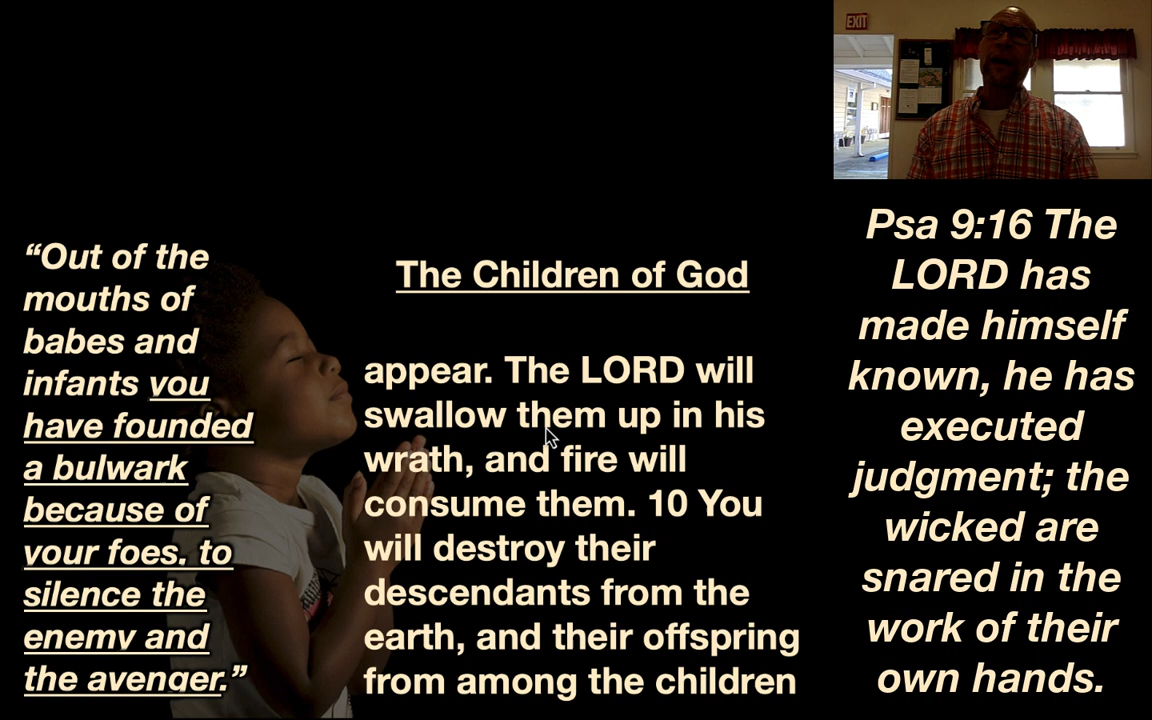 EXIT
“Out of the
mouths of
babes and
infants you
have founded
a bulwark
because of
your foes, to
silence the
enemy and
the avenger.”
The Children of God
appear. The LORD will
swallow them up in his
wrath, and fire will
consume them. 10 You
will destroy their
descendants from the
earth, and their offspring
from among the children
Psa 9:16 The
LORD has
made himself
known, he has
executed
judgment; the
wicked are
snared in the
work of their
own hands.